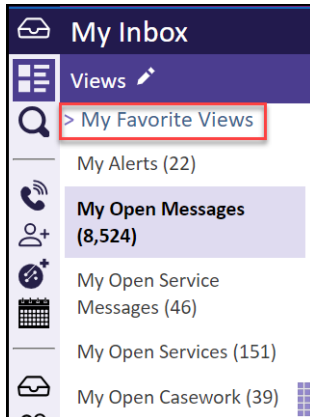 My Inbox
Views
> My Favorite Views
My Alerts (22)
My Open Messages
(8,524)
My Open Service
Messages (46)
My Open Services (151)
My Open Casework (39)